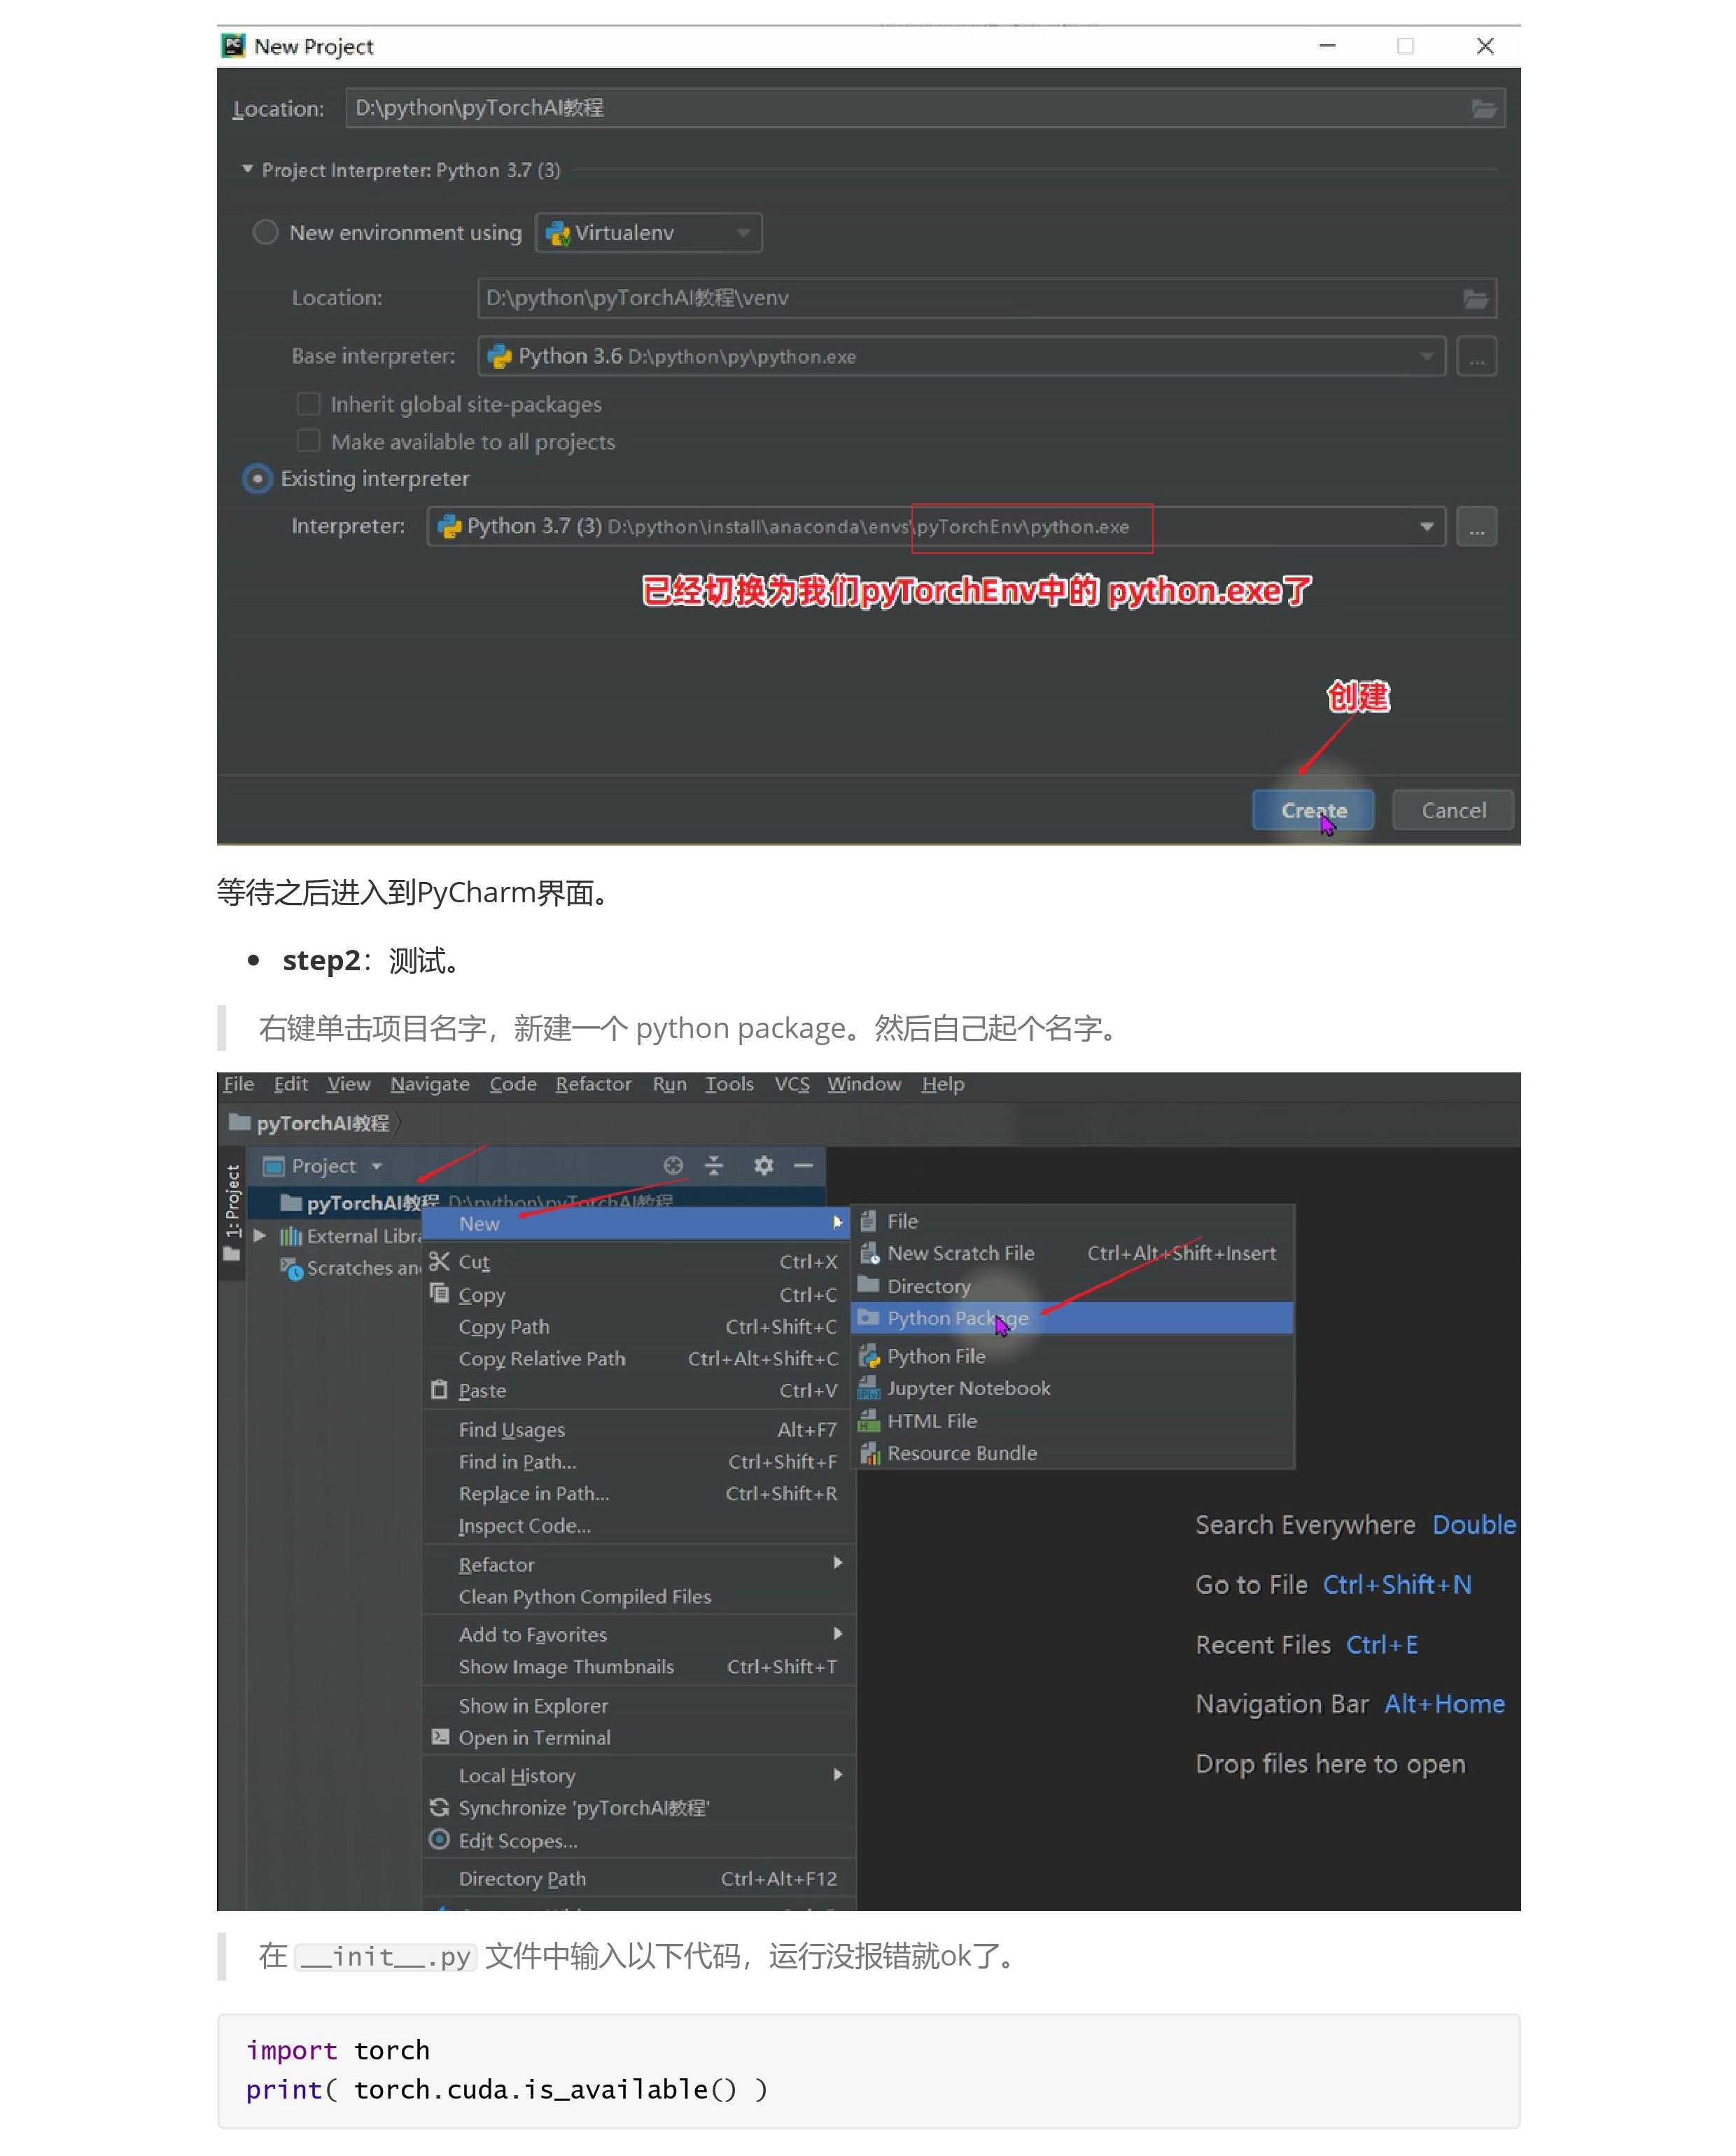 New Project
Location: D:\python\pyTorchAI教程
Project Interpreter: Python 3.7 (3)
New environment using Virtualenv
Location: D:\python\pyTorchAI教程\venv
Base interpreter: Python 3.6 D:\python\py\python.exe
...
Inherit global site-packages
Make available to all projects
Existing interpreter
Interpreter: Python 3.7 (3) D:\python\install\anaconda\envs\pyTorchEnv\python.exe
...
已经切换为我们pyTorchEnv中的 python.exe了
创建
Create Cancel
等待之后进入到PyCharm界面。
step2：测试。
右键单击项目名字，新建一个 python package。然后自己起个名字。
File Edit View Navigate Code Refactor Run Tools VCS Window Help
pyTorchAI教程
1: Project
Project
pyTorchAI教程 D:\python\pyTorchAI教程
External Libra
Scratches an
New
Cut Ctrl+X
Copy Ctrl+C
Copy Path Ctrl+Shift+C
Copy Relative Path Ctrl+Alt+Shift+C
Paste Ctrl+V
Find Usages Alt+F7
Find in Path... Ctrl+Shift+F
Replace in Path... Ctrl+Shift+R
Inspect Code...
Refactor
Clean Python Compiled Files
Add to Favorites
Show Image Thumbnails Ctrl+Shift+T
Show in Explorer
Open in Terminal
Local History
Synchronize 'pyTorchAI教程'
Edit Scopes...
Directory Path Ctrl+Alt+F12
File
New Scratch File Ctrl+Alt+Shift+Insert
Directory
Python Package
Python File
Jupyter Notebook
HTML File
Resource Bundle
Search Everywhere Double
Go to File Ctrl+Shift+N
Recent Files Ctrl+E
Navigation Bar Alt+Home
Drop files here to open
在 __init__.py 文件中输入以下代码，运行没报错就ok了。
import torch
print( torch.cuda.is_available() )